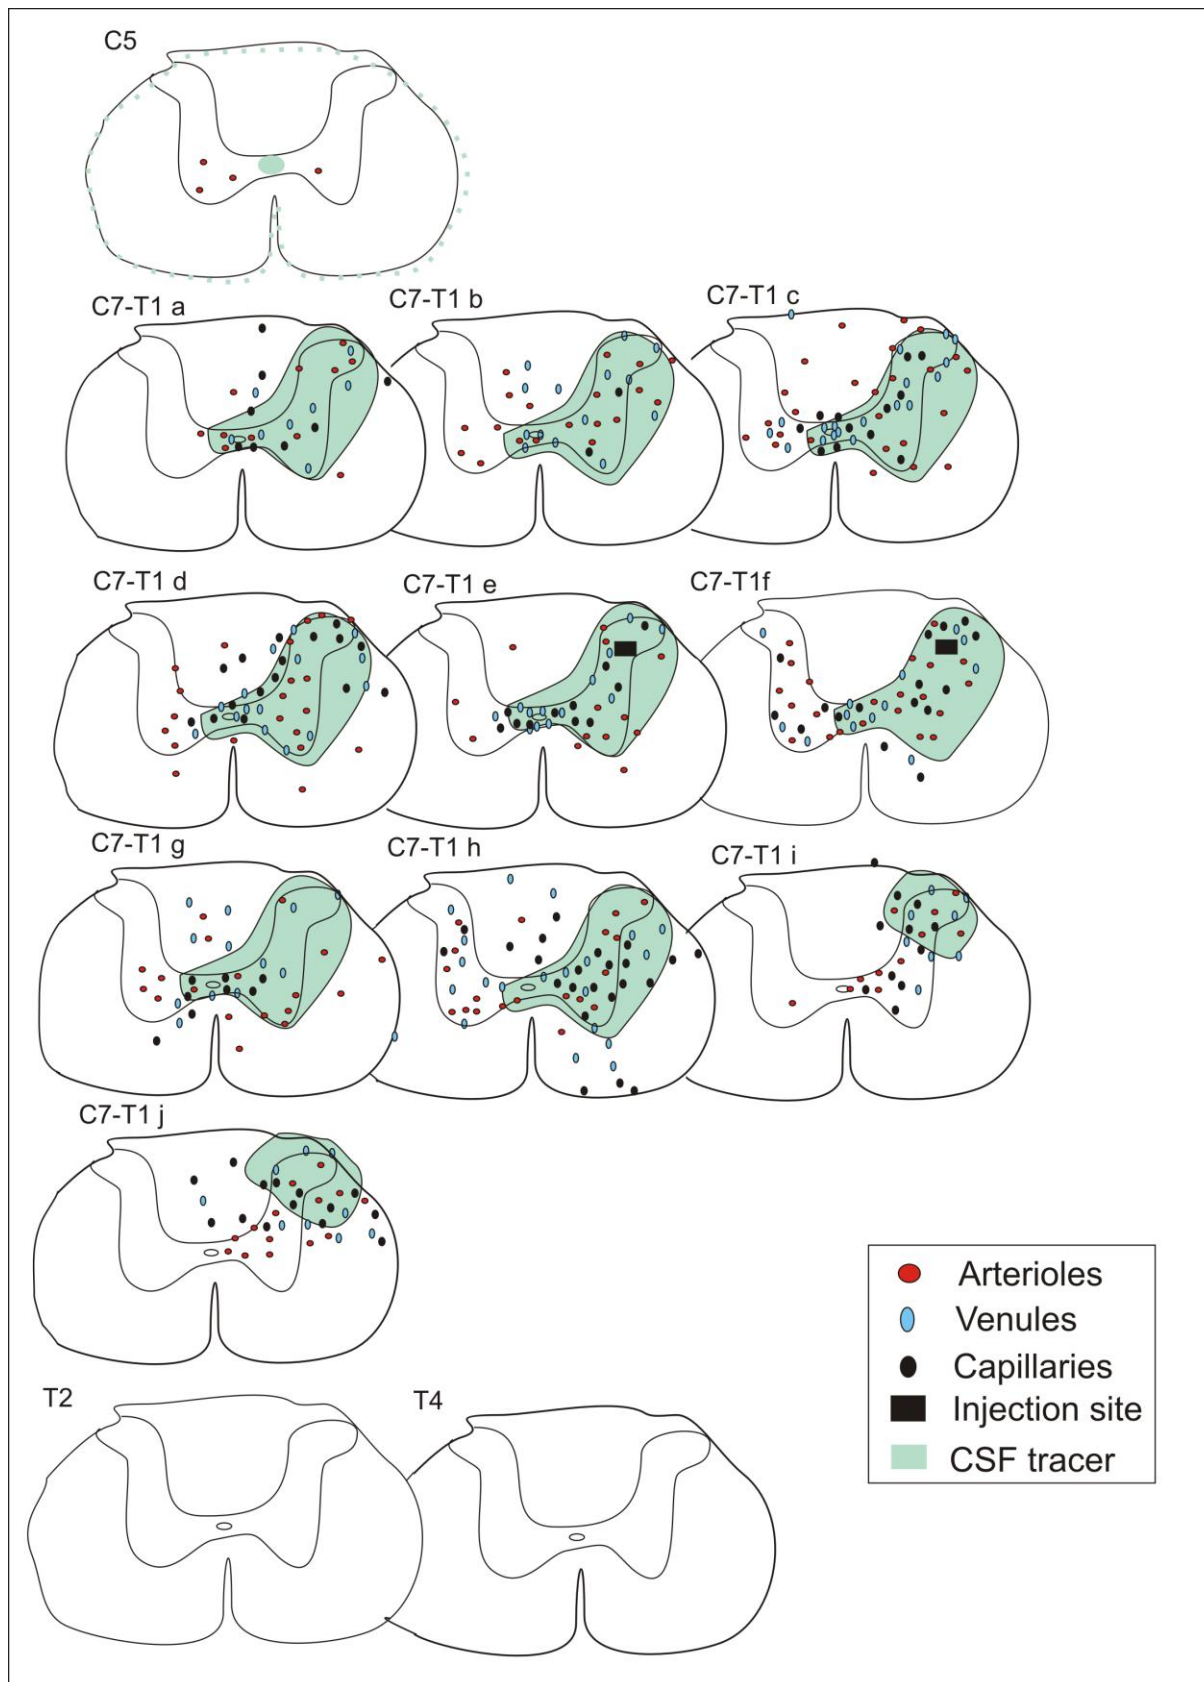 C5
C7-T1 a
C7-T1 b
C7-T1 c
C7-T1 d
C7-T1 e
C7-T1f
C7-T1 g
C7-T1 h
C7-T1 i
C7-T1 j
T2
T4
Arterioles
Venules
Capillaries
Injection site
CSF tracer